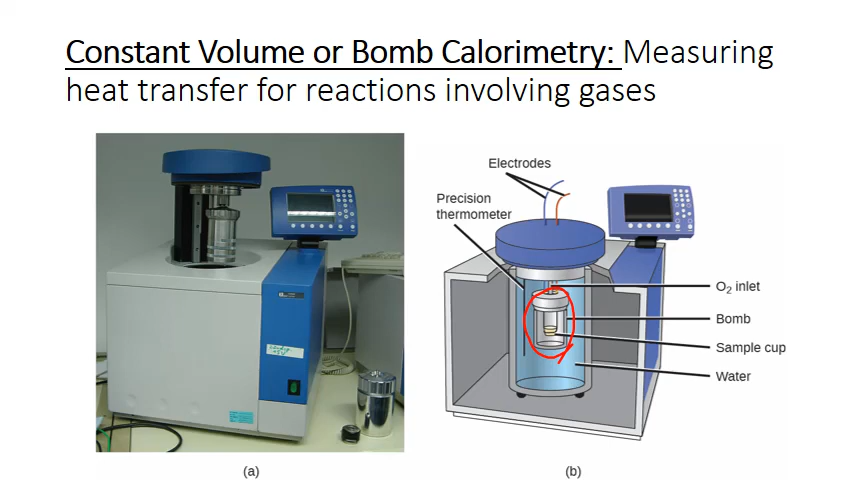 Constant Volume or Bomb Calorimetry: Measuring
heat transfer for reactions involving gases
Electrodes
Precision
thermometer
O2 inlet
Bomb
Sample cup
Water
(a)
(b)